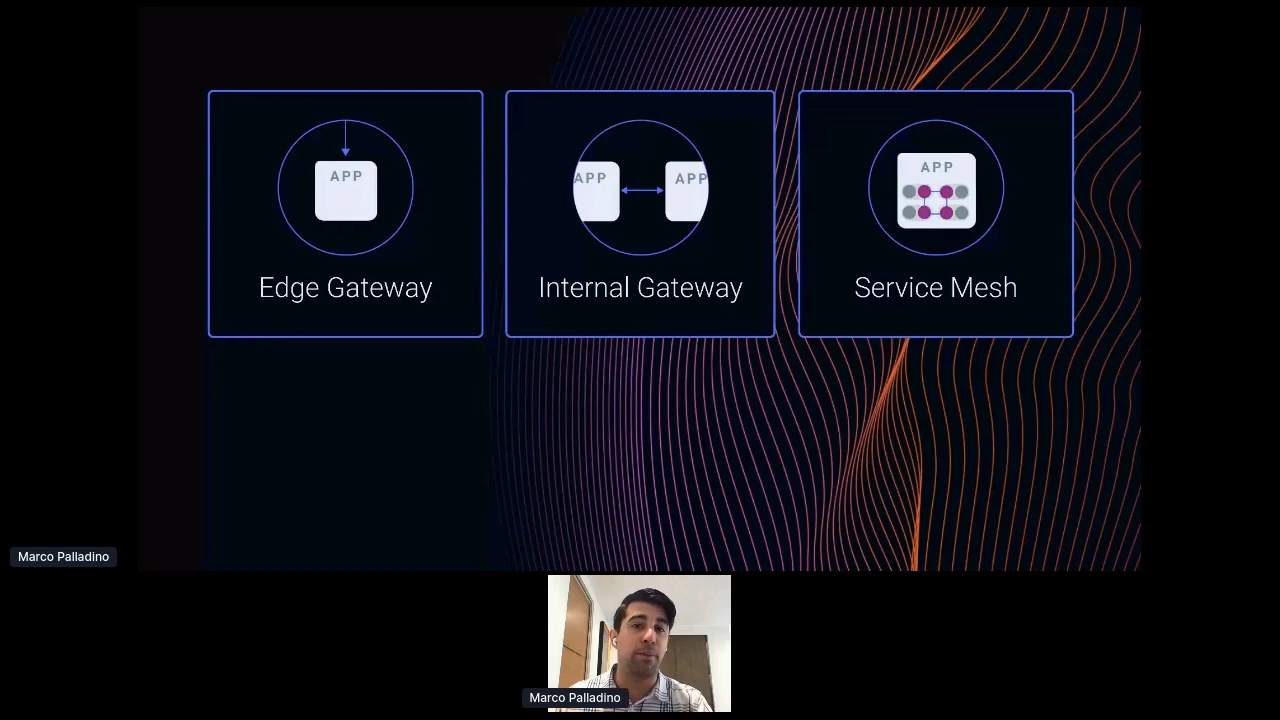 APP
APP
APP
APP
Edge Gateway
Internal Gateway
Service Mesh
Marco Palladino
Marco Palladino